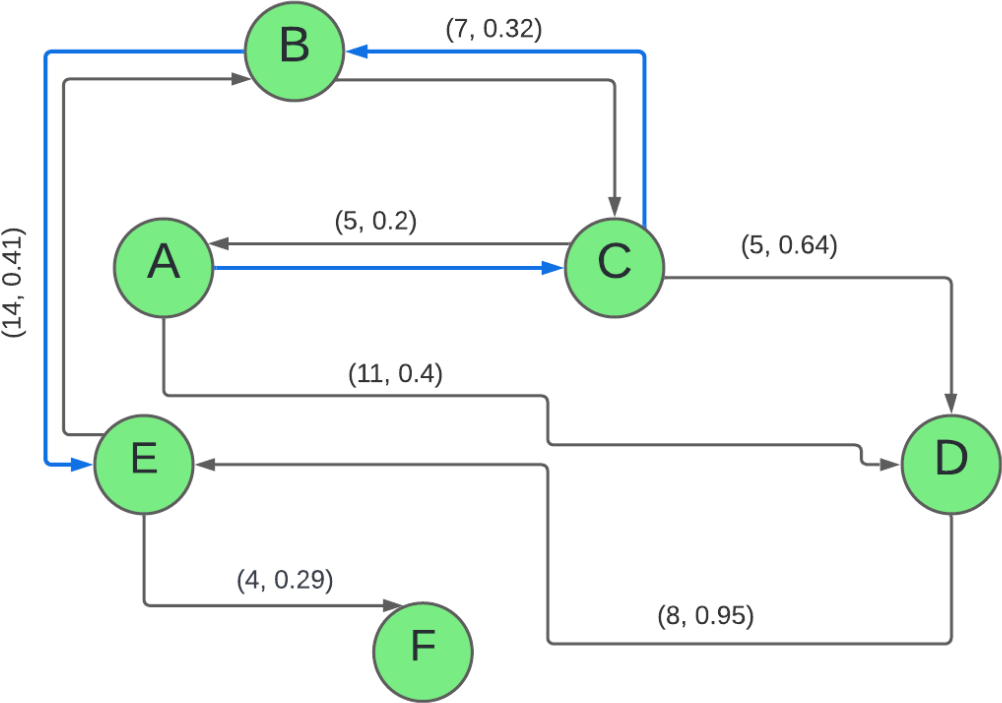 (7, 0.32)
B
(5, 0.2)
(5, 0.64)
A
C
(14, 0.41)
(11, 0.4)
E
D
(4, 0.29)
(8, 0.95)
F